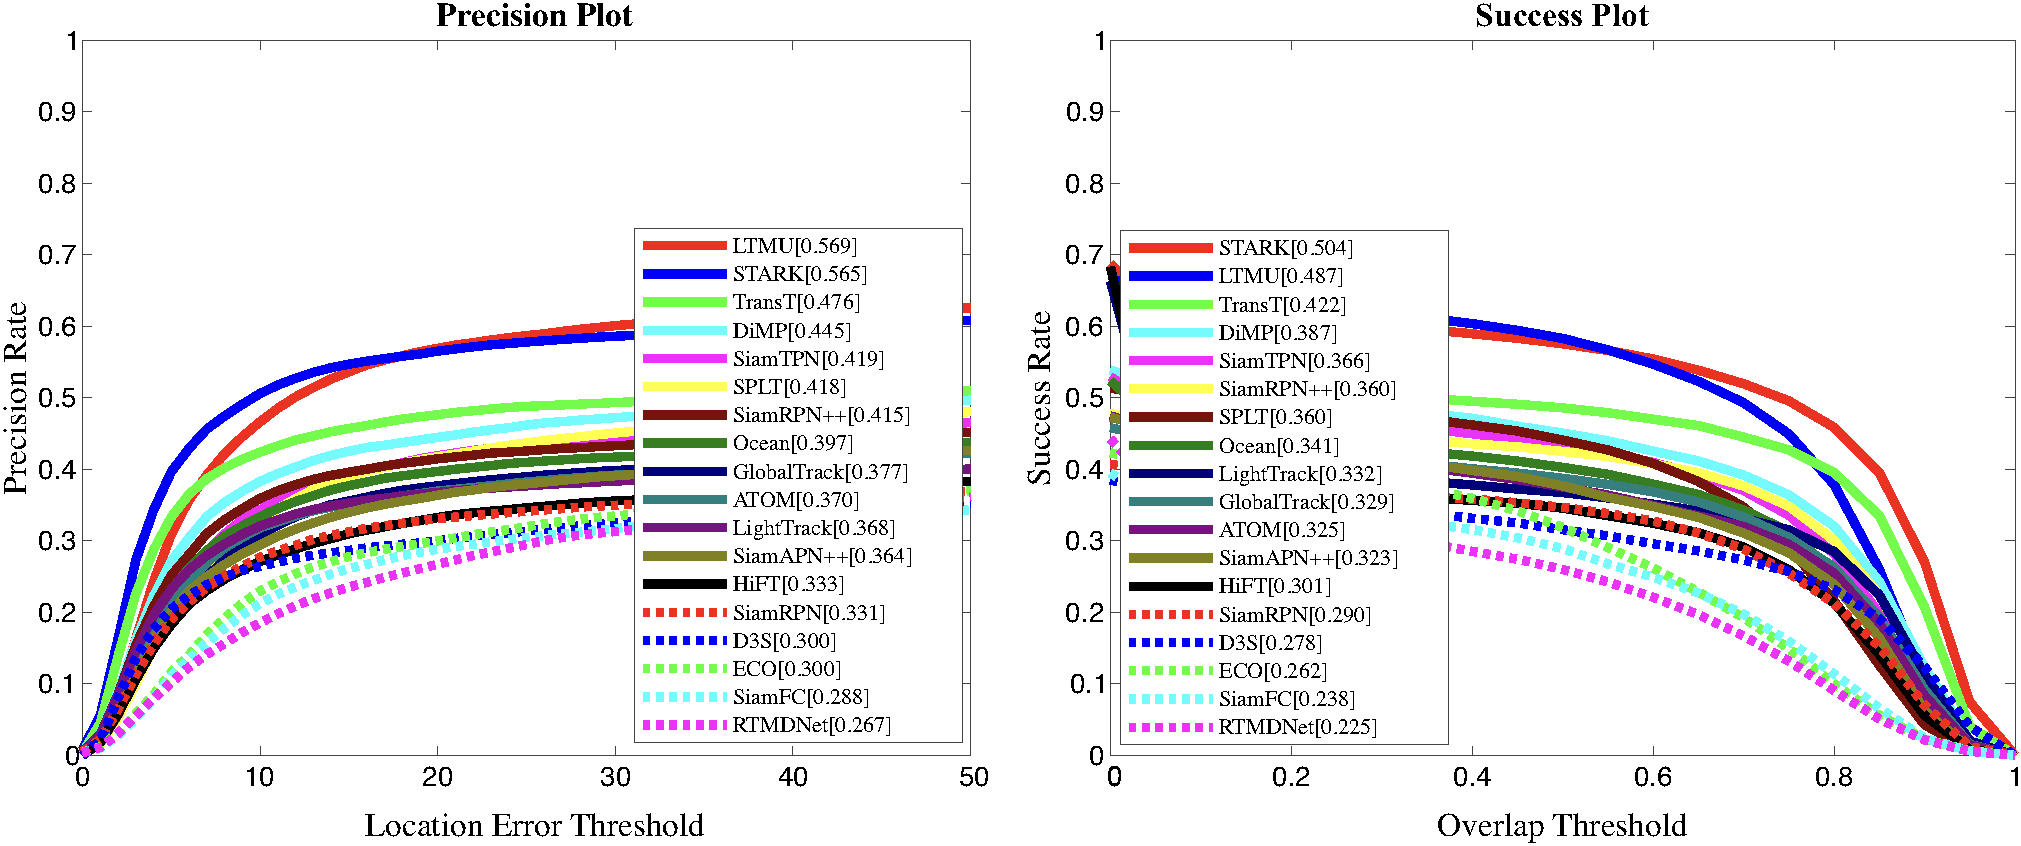 Precision Plot
1
0.9
0.8
0.7
0.6
0.5
0.4
0.3
0.2
0.1
0
Precision Rate
LTMU[0.569]
STARK[0.565]
TransT[0.476]
DiMP[0.445]
SiamTPN[0.419]
SPLT[0.418]
SiamRPN++[0.415]
Ocean[0.397]
GlobalTrack[0.377]
ATOM[0.370]
LightTrack[0.368]
SiamAPN++[0.364]
HiFT[0.333]
SiamRPN[0.331]
D3S[0.300]
ECO[0.300]
SiamFC[0.288]
RTMDNet[0.267]
0 10 20 30 40 50
Location Error Threshold
Success Plot
1
0.9
0.8
0.7
0.6
0.5
0.4
0.3
0.2
0.1
0
Success Rate
STARK[0.504]
LTMU[0.487]
TransT[0.422]
DiMP[0.387]
SiamTPN[0.366]
SiamRPN++[0.360]
SPLT[0.360]
Ocean[0.341]
LightTrack[0.332]
GlobalTrack[0.329]
ATOM[0.325]
SiamAPN++[0.323]
HiFT[0.301]
SiamRPN[0.290]
D3S[0.278]
ECO[0.262]
SiamFC[0.238]
RTMDNet[0.225]
0 0.2 0.4 0.6 0.8 1
Overlap Threshold